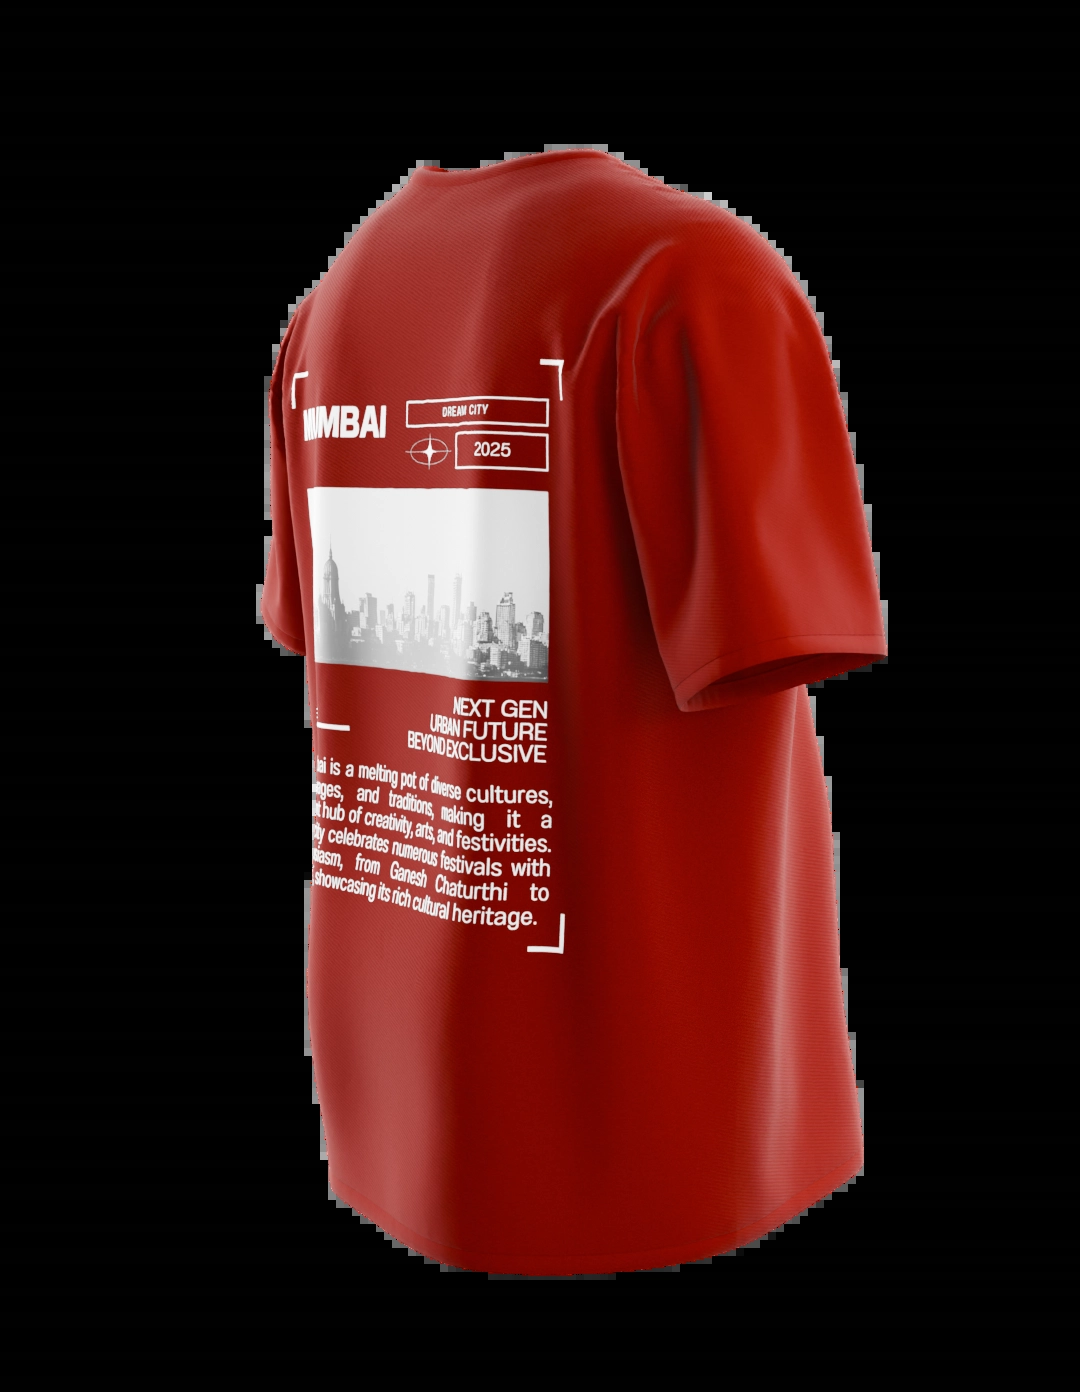 MUMBAI
DREAM CITY
2025
NEXT GEN
URBAN FUTURE
BEYOND EXCLUSIVE
is a melting pot of diverse cultures,
and traditions, making it a
hub of creativity, arts, and festivities.
celebrates numerous festivals with
from Ganesh Chaturthi to
showcasing its rich cultural heritage.